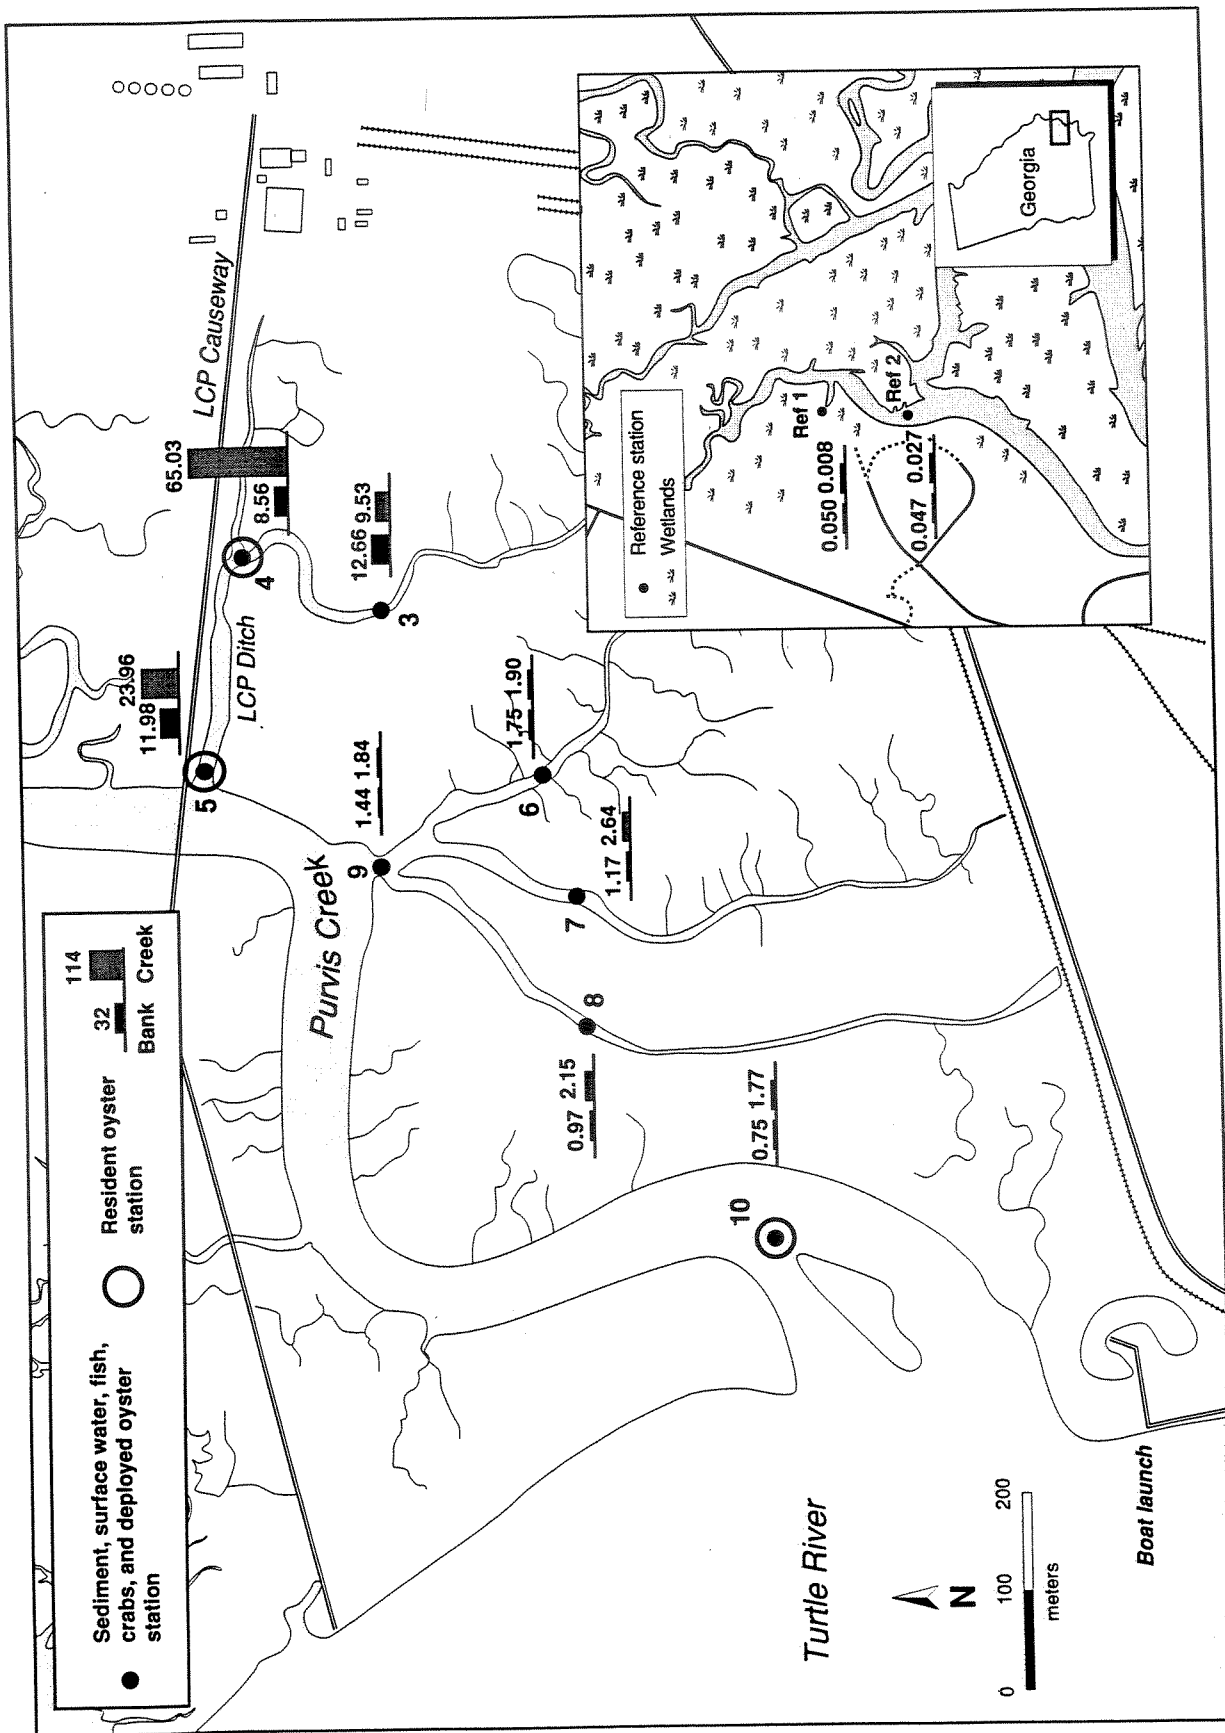 Sediment, surface water, fish,
crabs, and deployed oyster
station
Resident oyster
station
32
114
Bank Creek
LCP Causeway
LCP Ditch
Purvis Creek
Turtle River
Boat launch
N
0 100 200
meters
5
11.98 23.96
4
8.56 65.03
3
12.66 9.53
9
1.44 1.84
6
1.75 1.90
7
1.17 2.64
8
0.97 2.15
10
0.75 1.77
Reference station
Wetlands
Ref 1
0.050 0.008
Ref 2
0.047 0.027
Georgia